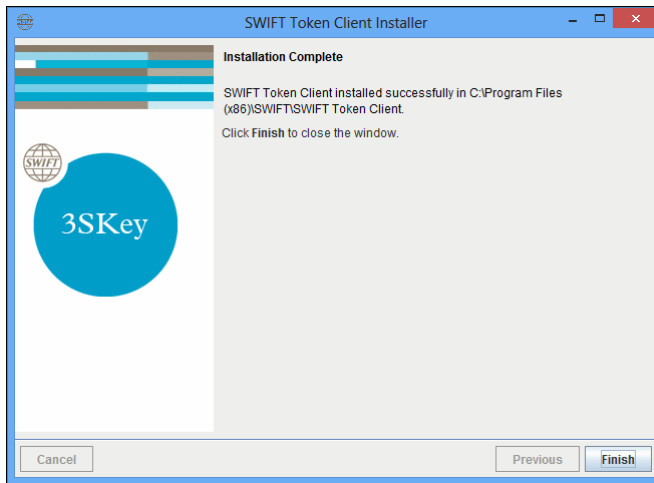 SWIFT Token Client Installer
Installation Complete
SWIFT Token Client installed successfully in C:\Program Files
(x86)\SWIFT\SWIFT Token Client.
Click Finish to close the window.
SWIFT
3SKey
Cancel
Previous
Finish